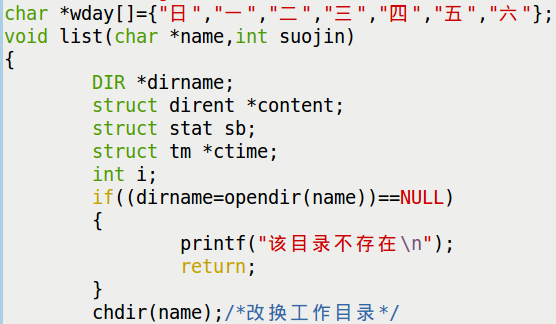 char *wday[]={"日","一","二","三","四","五","六"};
void list(char *name,int suojin)
{
        DIR *dirname;
        struct dirent *content;
        struct stat sb;
        struct tm *ctime;
        int i;
        if((dirname=opendir(name))==NULL)
        {
                printf("该目录不存在\n");
                return;
        }
        chdir(name);/*改换工作目录*/